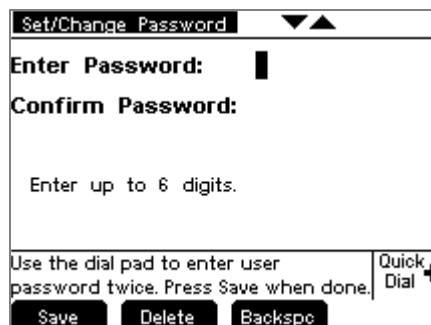 Set/Change Password
Enter Password:
Confirm Password:
Enter up to 6 digits.
Use the dial pad to enter user
password twice. Press Save when done.
Quick
Dial
Save Delete Backspc